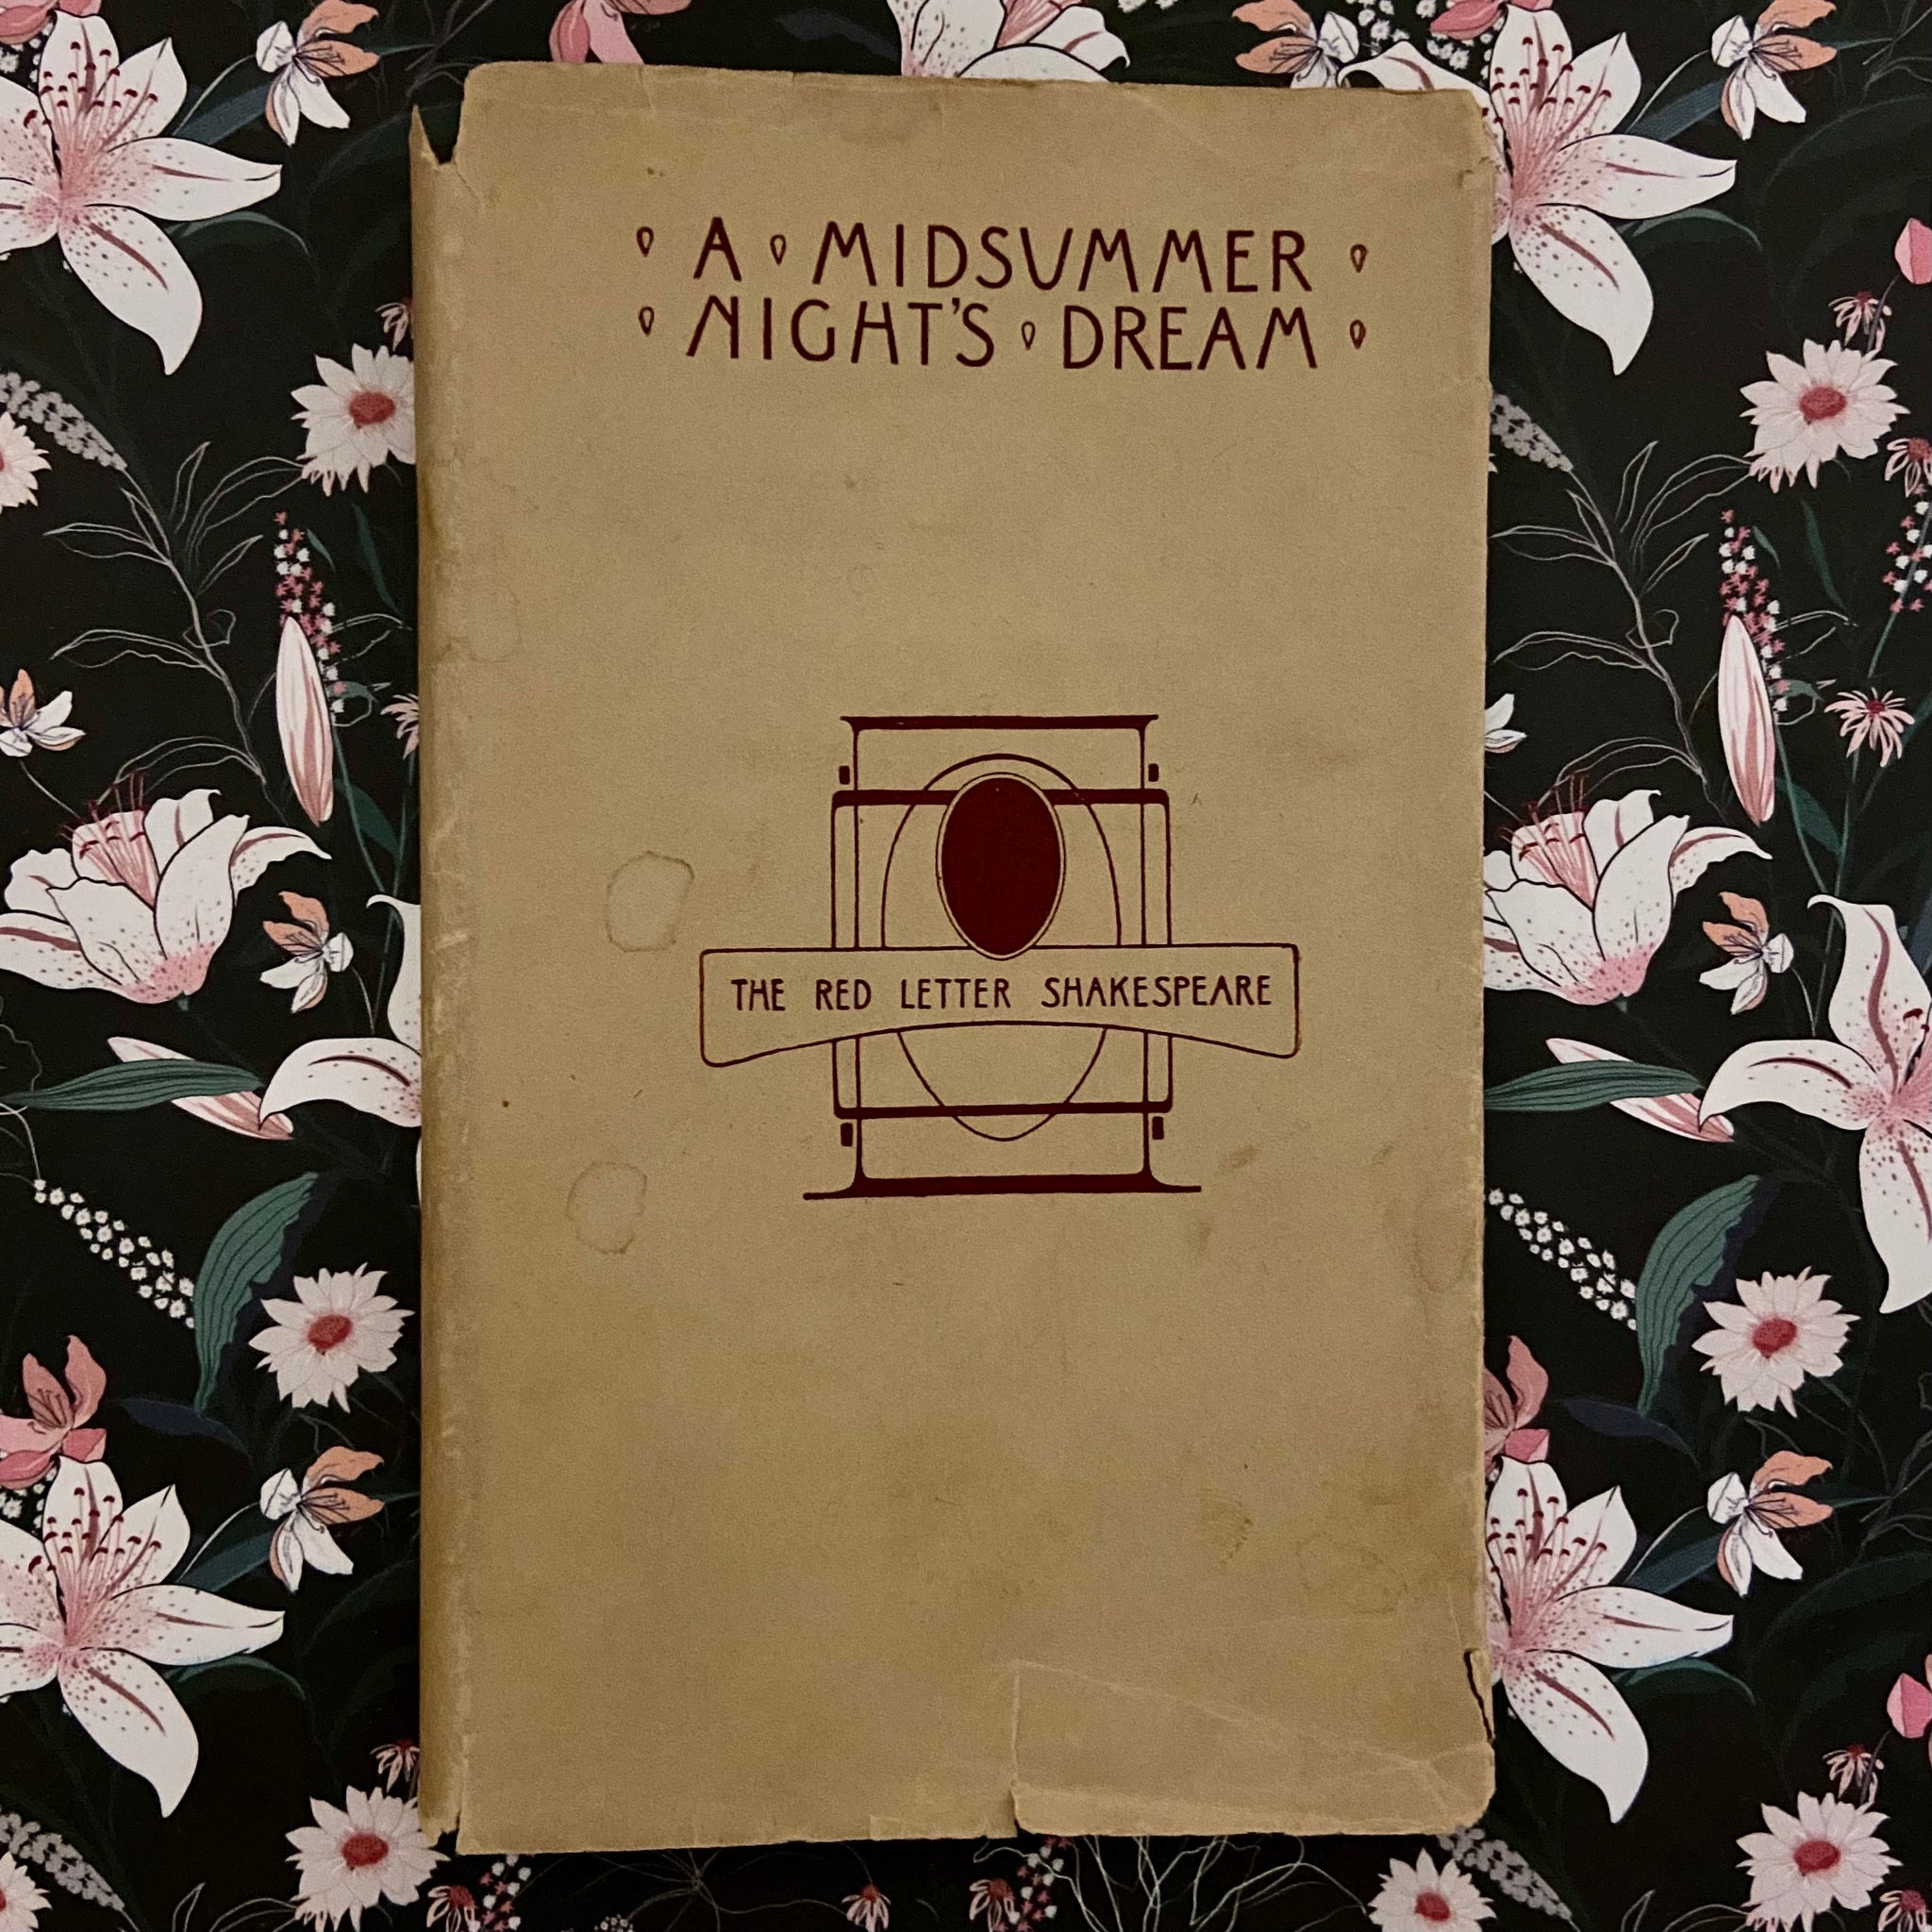 A MIDSUMMER
NIGHT'S DREAM
THE RED LETTER SHAKESPEARE